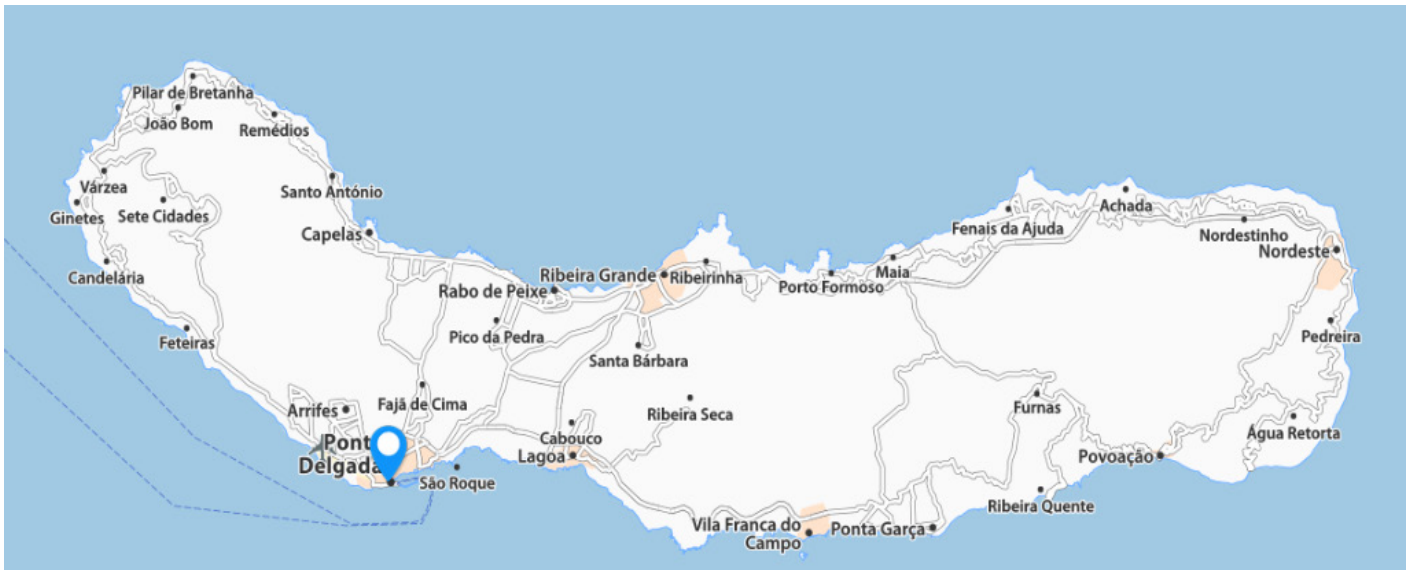 Pilar de Bretanha
João Bom
Remédios
Várzea
Santo António
Ginetes
Sete Cidades
Capelas
Achada
Fenais da Ajuda
Nordestinho
Nordeste
Candelária
Ribeira Grande
Ribeirinha
Maia
Porto Formoso
Rabo de Peixe
Feteiras
Pico da Pedra
Pedreira
Santa Bárbara
Arrifes
Fajã de Cima
Ribeira Seca
Furnas
Água Retorta
Cabouco
Delgada
Lagoa
Povoação
São Roque
Ribeira Quente
Vila Franca do
Campo
Ponta Garça